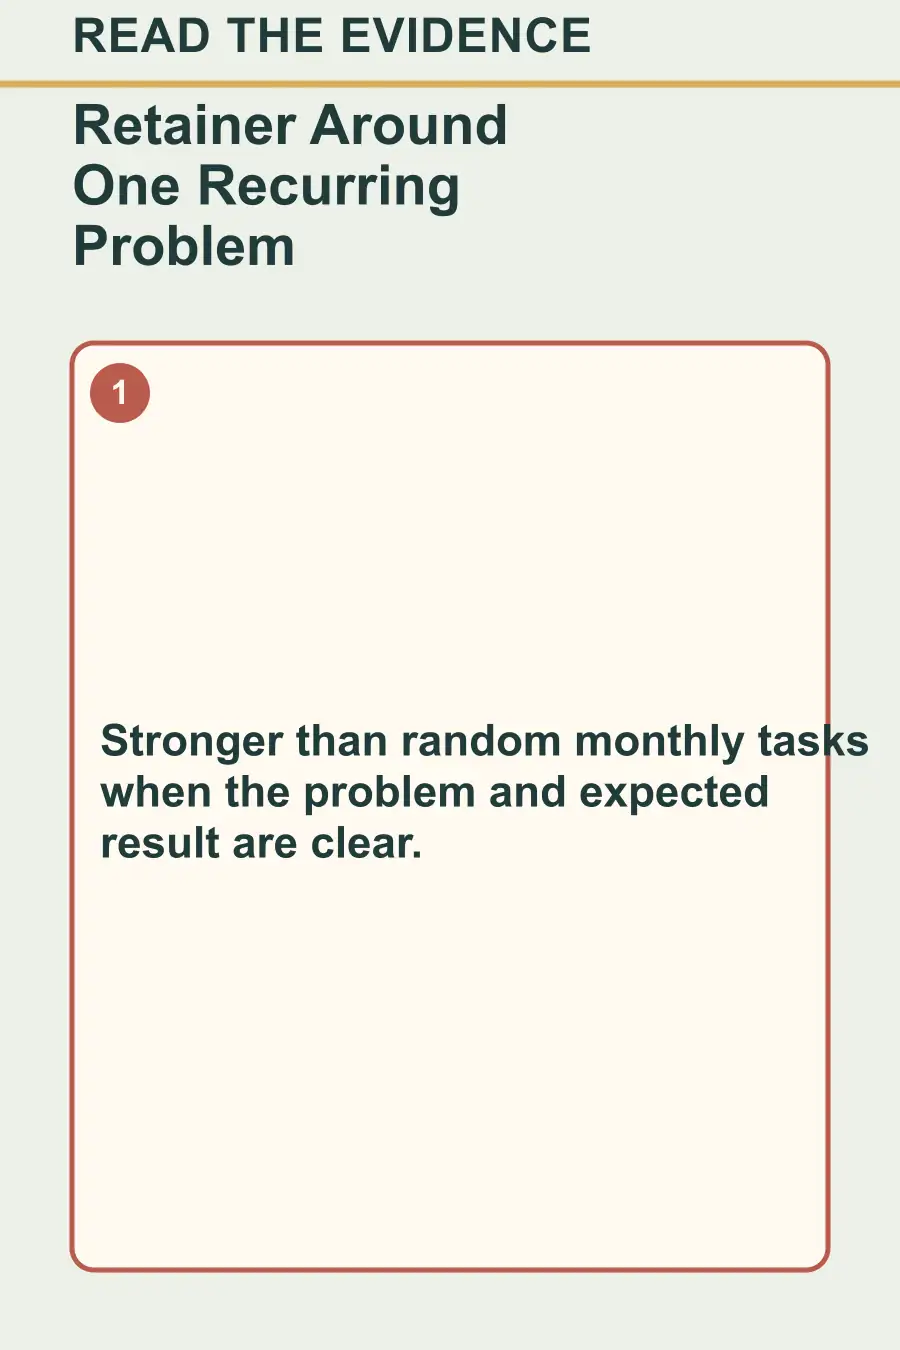 READ THE EVIDENCE
Retainer Around
One Recurring
Problem
1
Stronger than random monthly tasks
when the problem and expected
result are clear.